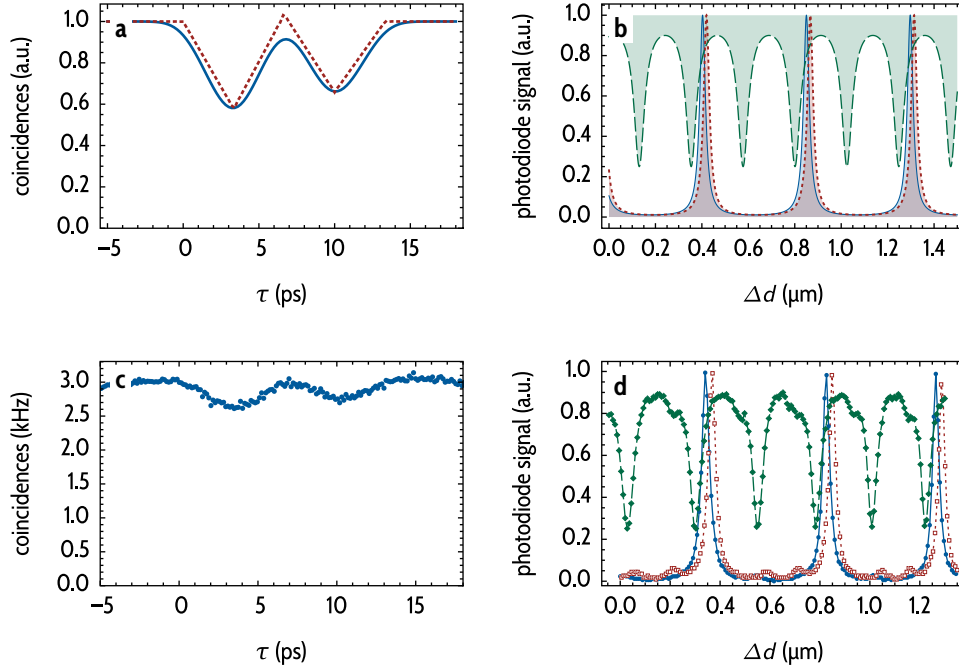 a
coincidences (a.u.)
1.0
0.8
0.6
0.4
0.2
0.0
−5 0 5 10 15
τ (ps)
b
photodiode signal (a.u.)
1.0
0.8
0.6
0.4
0.2
0.0
0.0 0.2 0.4 0.6 0.8 1.0 1.2 1.4
Δd (μm)
c
coincidences (kHz)
3.0
2.5
2.0
1.5
1.0
0.5
0.0
−5 0 5 10 15
τ (ps)
d
photodiode signal (a.u.)
1.0
0.8
0.6
0.4
0.2
0.0
0.0 0.2 0.4 0.6 0.8 1.0 1.2
Δd (μm)